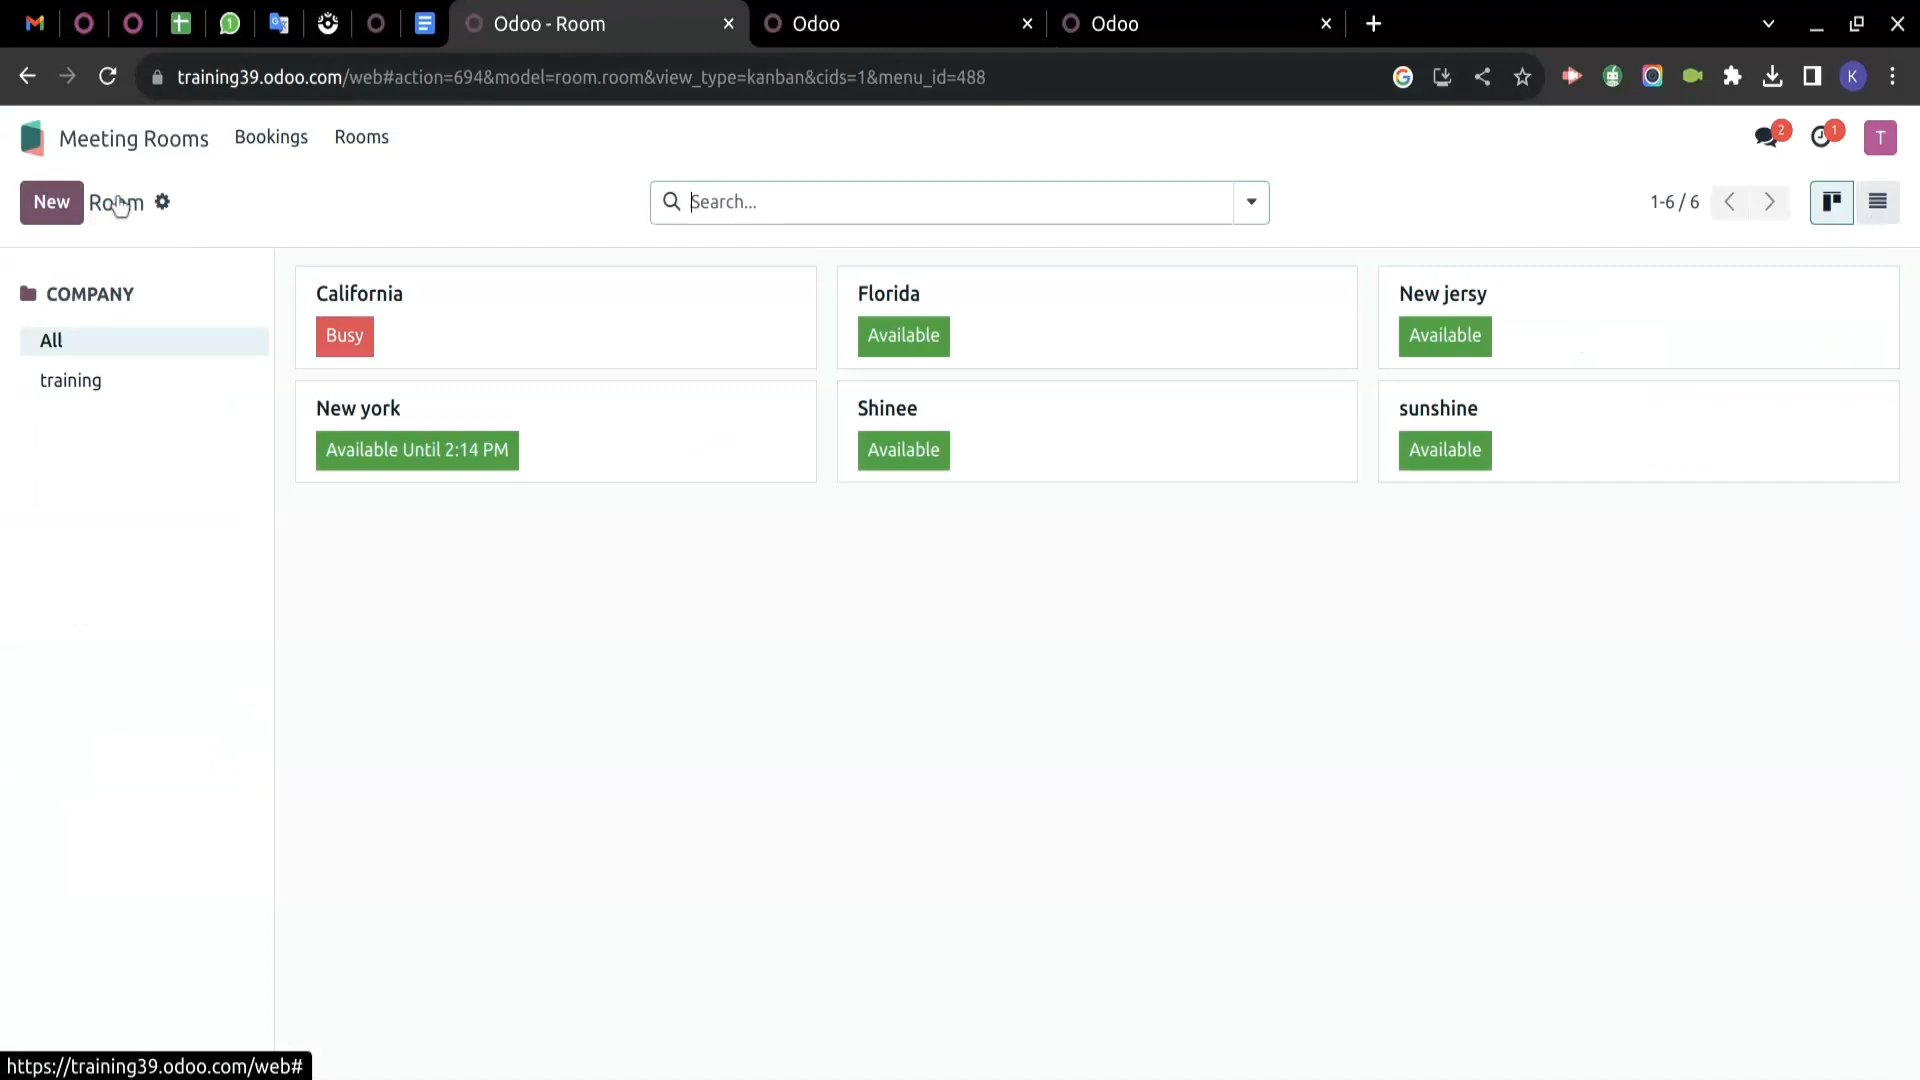 Odoo - Room
Odoo
Odoo
training39.odoo.com/web#action=694&model=room.room&view_type=kanban&cids=1&menu_id=488
K
Meeting Rooms
Bookings
Rooms
2
1
T
New
Room
Search...
1-6 / 6
COMPANY
All
training
California
Busy
Florida
Available
New jersy
Available
New york
Available Until 2:14 PM
Shinee
Available
sunshine
Available
https://training39.odoo.com/web#